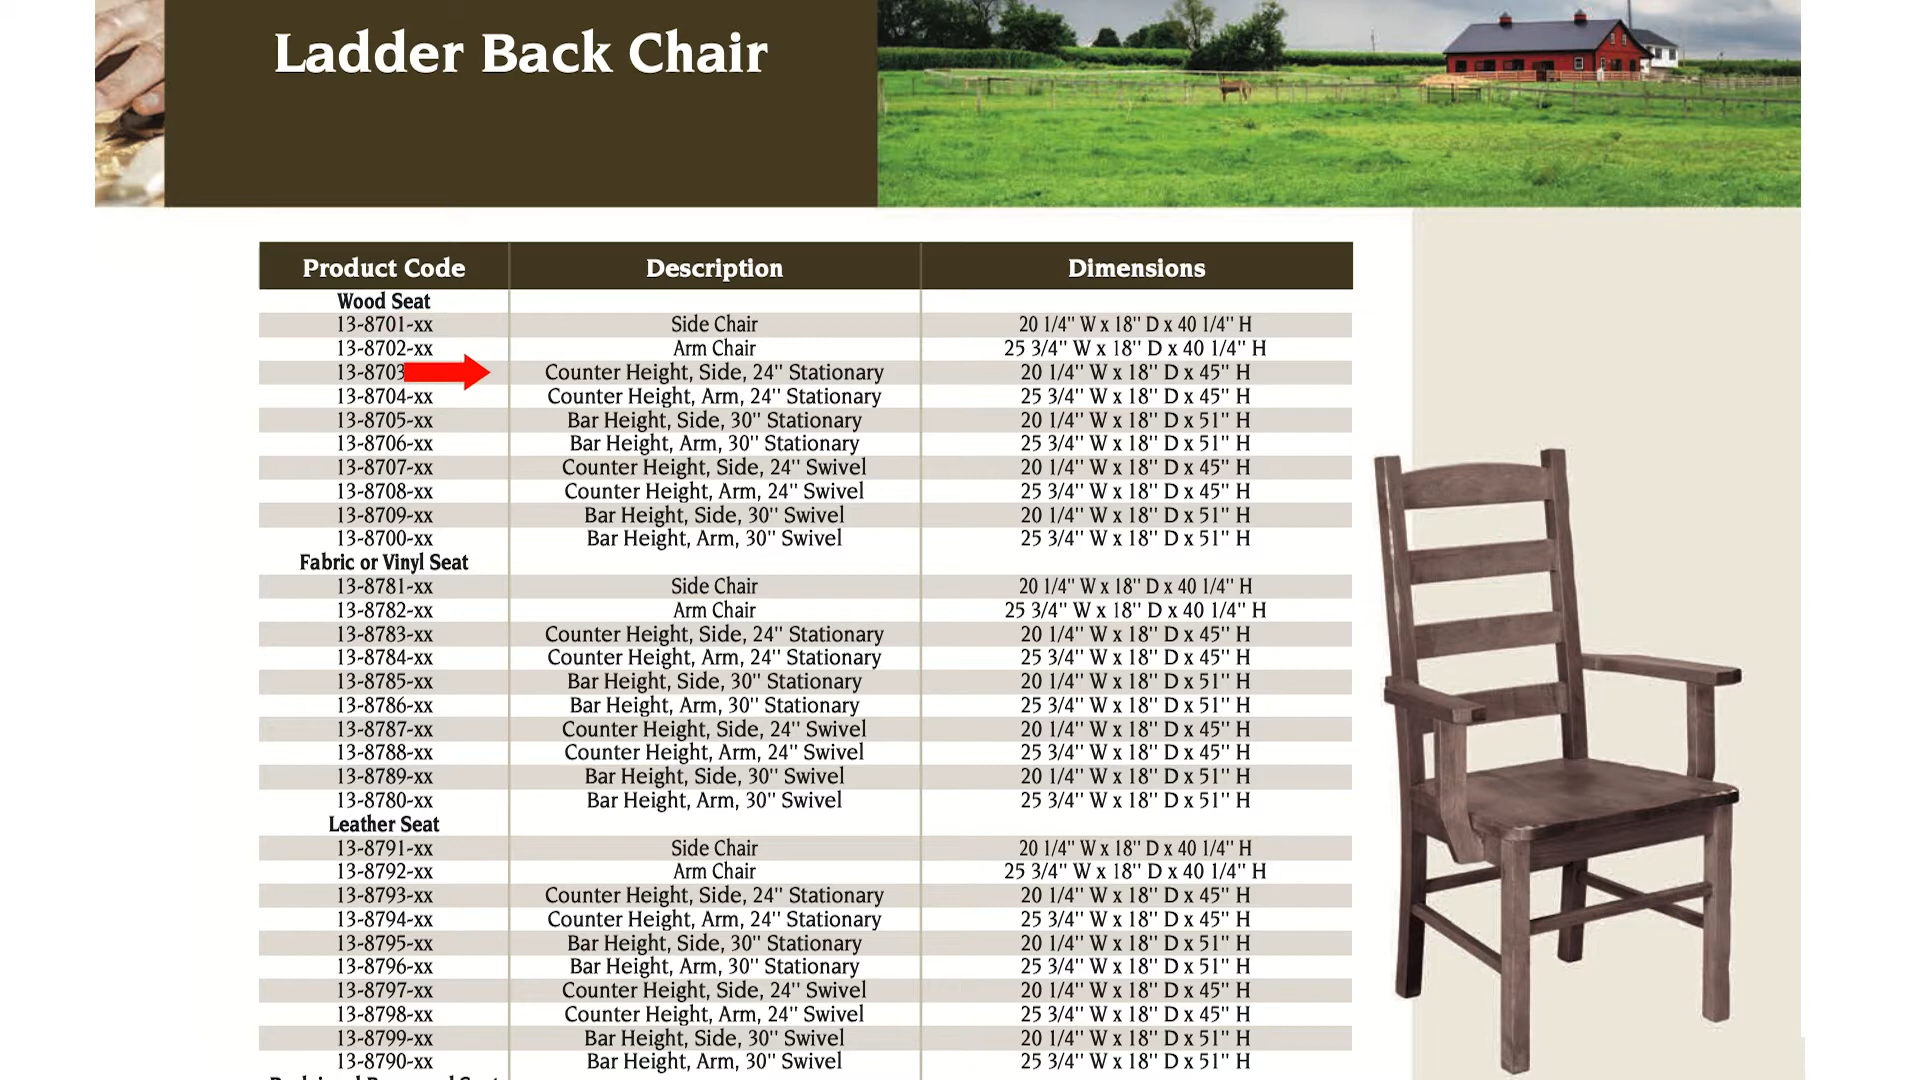 Ladder Back Chair
Product Code Description Dimensions
Wood Seat
13-8701-xx Side Chair 20 1/4" W x 18" D x 40 1/4" H
13-8702-xx Arm Chair 25 3/4" W x 18" D x 40 1/4" H
13-8703 Counter Height, Side, 24" Stationary 20 1/4" W x 18" D x 45" H
13-8704-xx Counter Height, Arm, 24" Stationary 25 3/4" W x 18" D x 45" H
13-8705-xx Bar Height, Side, 30" Stationary 20 1/4" W x 18" D x 51" H
13-8706-xx Bar Height, Arm, 30" Stationary 25 3/4" W x 18" D x 51" H
13-8707-xx Counter Height, Side, 24" Swivel 20 1/4" W x 18" D x 45" H
13-8708-xx Counter Height, Arm, 24" Swivel 25 3/4" W x 18" D x 45" H
13-8709-xx Bar Height, Side, 30" Swivel 20 1/4" W x 18" D x 51" H
13-8700-xx Bar Height, Arm, 30" Swivel 25 3/4" W x 18" D x 51" H
Fabric or Vinyl Seat
13-8781-xx Side Chair 20 1/4" W x 18" D x 40 1/4" H
13-8782-xx Arm Chair 25 3/4" W x 18" D x 40 1/4" H
13-8783-xx Counter Height, Side, 24" Stationary 20 1/4" W x 18" D x 45" H
13-8784-xx Counter Height, Arm, 24" Stationary 25 3/4" W x 18" D x 45" H
13-8785-xx Bar Height, Side, 30" Stationary 20 1/4" W x 18" D x 51" H
13-8786-xx Bar Height, Arm, 30" Stationary 25 3/4" W x 18" D x 51" H
13-8787-xx Counter Height, Side, 24" Swivel 20 1/4" W x 18" D x 45" H
13-8788-xx Counter Height, Arm, 24" Swivel 25 3/4" W x 18" D x 45" H
13-8789-xx Bar Height, Side, 30" Swivel 20 1/4" W x 18" D x 51" H
13-8780-xx Bar Height, Arm, 30" Swivel 25 3/4" W x 18" D x 51" H
Leather Seat
13-8791-xx Side Chair 20 1/4" W x 18" D x 40 1/4" H
13-8792-xx Arm Chair 25 3/4" W x 18" D x 40 1/4" H
13-8793-xx Counter Height, Side, 24" Stationary 20 1/4" W x 18" D x 45" H
13-8794-xx Counter Height, Arm, 24" Stationary 25 3/4" W x 18" D x 45" H
13-8795-xx Bar Height, Side, 30" Stationary 20 1/4" W x 18" D x 51" H
13-8796-xx Bar Height, Arm, 30" Stationary 25 3/4" W x 18" D x 51" H
13-8797-xx Counter Height, Side, 24" Swivel 20 1/4" W x 18" D x 45" H
13-8798-xx Counter Height, Arm, 24" Swivel 25 3/4" W x 18" D x 45" H
13-8799-xx Bar Height, Side, 30" Swivel 20 1/4" W x 18" D x 51" H
13-8790-xx Bar Height, Arm, 30" Swivel 25 3/4" W x 18" D x 51" H